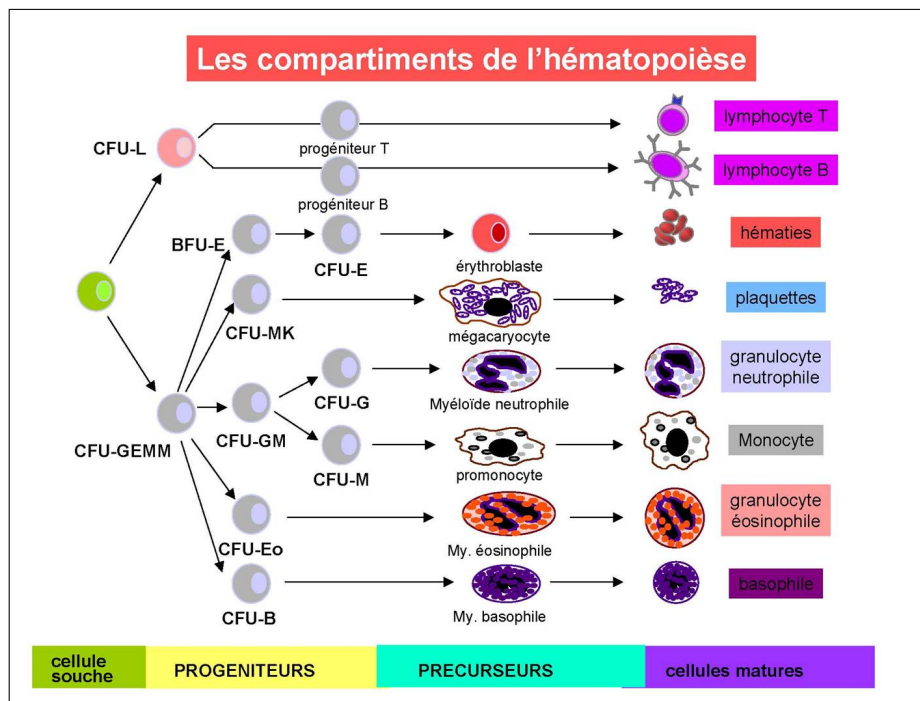 Les compartiments de l’hématopoièse
lymphocyte T
CFU-L
progéniteur T
lymphocyte B
progéniteur B
BFU-E
hématies
CFU-E
érythroblaste
plaquettes
CFU-MK
mégacaryocyte
granulocyte
neutrophile
CFU-G
Myéloïde neutrophile
CFU-GM
Monocyte
CFU-GEMM
CFU-M
promonocyte
granulocyte
éosinophile
CFU-Eo
My. éosinophile
basophile
CFU-B
My. basophile
cellule
souche
PROGENITEURS
PRECURSEURS
cellules matures